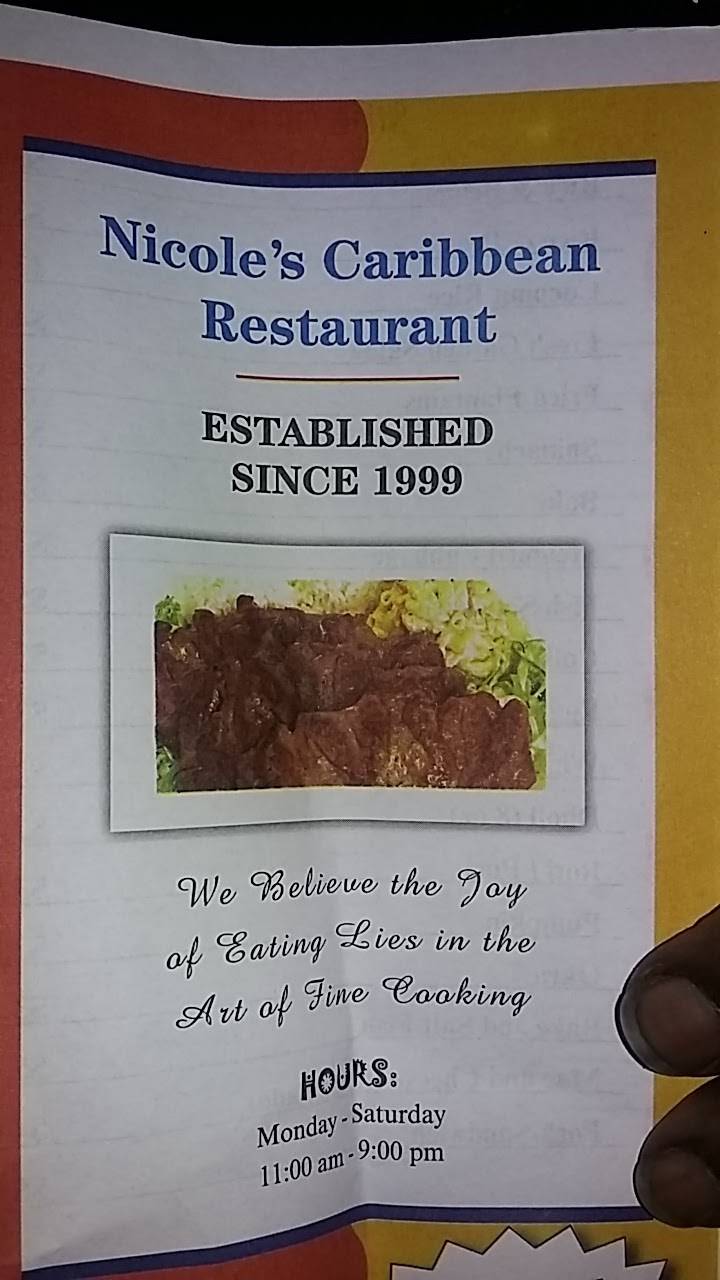 Nicole's Caribbean
Restaurant
ESTABLISHED
SINCE 1999
We Believe the Joy
of Eating Lies in the
Art of Fine Cooking
HOURS:
Monday - Saturday
11:00 am - 9:00 pm